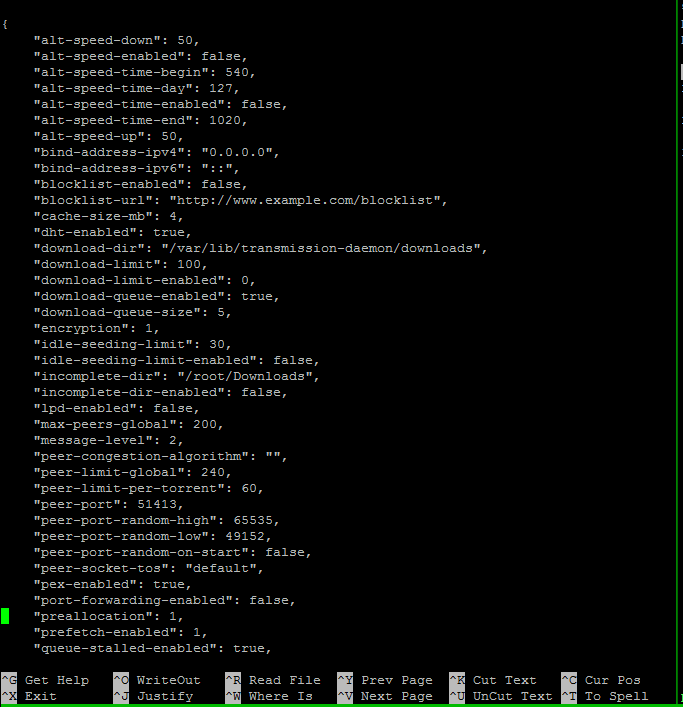 {
    "alt-speed-down": 50,
    "alt-speed-enabled": false,
    "alt-speed-time-begin": 540,
    "alt-speed-time-day": 127,
    "alt-speed-time-enabled": false,
    "alt-speed-time-end": 1020,
    "alt-speed-up": 50,
    "bind-address-ipv4": "0.0.0.0",
    "bind-address-ipv6": "::",
    "blocklist-enabled": false,
    "blocklist-url": "http://www.example.com/blocklist",
    "cache-size-mb": 4,
    "dht-enabled": true,
    "download-dir": "/var/lib/transmission-daemon/downloads",
    "download-limit": 100,
    "download-limit-enabled": 0,
    "download-queue-enabled": true,
    "download-queue-size": 5,
    "encryption": 1,
    "idle-seeding-limit": 30,
    "idle-seeding-limit-enabled": false,
    "incomplete-dir": "/root/Downloads",
    "incomplete-dir-enabled": false,
    "lpd-enabled": false,
    "max-peers-global": 200,
    "message-level": 2,
    "peer-congestion-algorithm": "",
    "peer-limit-global": 240,
    "peer-limit-per-torrent": 60,
    "peer-port": 51413,
    "peer-port-random-high": 65535,
    "peer-port-random-low": 49152,
    "peer-port-random-on-start": false,
    "peer-socket-tos": "default",
    "pex-enabled": true,
    "port-forwarding-enabled": false,
    "preallocation": 1,
    "prefetch-enabled": 1,
    "queue-stalled-enabled": true,
^G Get Help ^O WriteOut ^R Read File ^Y Prev Page ^K Cut Text ^C Cur Pos
^X Exit ^J Justify ^W Where Is ^V Next Page ^U UnCut Text ^T To Spell